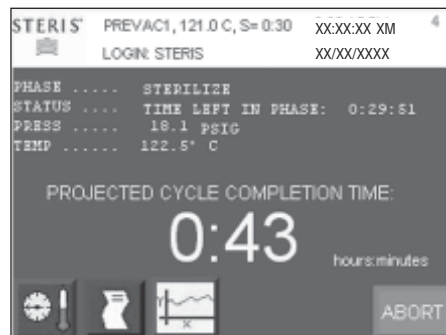 STERIS PREVAC1, 121.0 C, S= 0:30 XX:XX:XX XM 4
LOGIN: STERIS XX/XX/XXXX
PHASE ..... STERILIZE
STATUS .... TIME LEFT IN PHASE: 0:29:51
PRESS ..... 18.1 PSIG
TEMP ...... 122.5° C
PROJECTED CYCLE COMPLETION TIME:
0:43 hours:minutes
ABORT